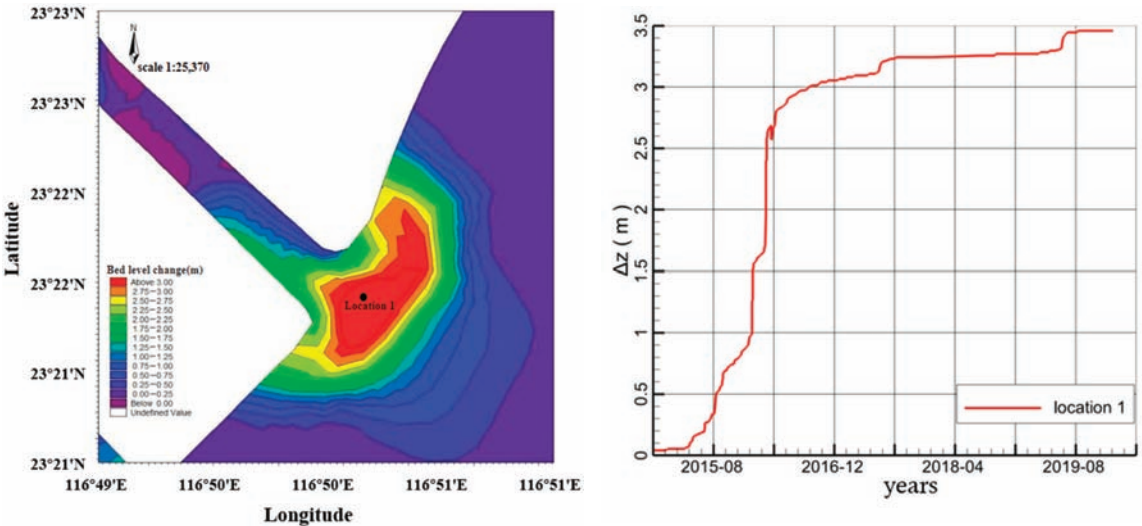 23°23'N
23°23'N
23°22'N
23°22'N
23°21'N
23°21'N
Latitude
N
scale 1:25,370
Bed level change(m)
Above 3.00
2.75–3.00
2.50–2.75
2.25–2.50
2.00–2.25
1.75–2.00
1.50–1.75
1.25–1.50
1.00–1.25
0.75–1.00
0.50–0.75
0.25–0.50
0.00–0.25
Below 0.00
Undefined Value
Location 1
116°49'E 116°50'E 116°50'E 116°51'E 116°51'E
Longitude
3.5
3
2.5
2
1.5
1
0.5
0
Δz ( m )
location 1
2015-08 2016-12 2018-04 2019-08
years